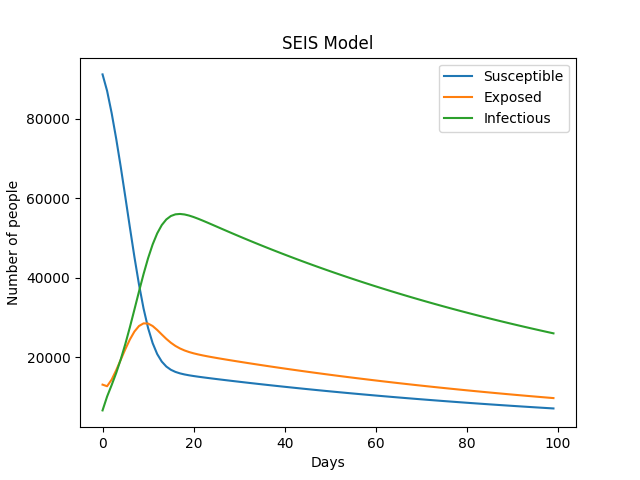 SEIS Model
Susceptible
Exposed
Infectious
Number of people
80000
60000
40000
20000
0 20 40 60 80 100
Days